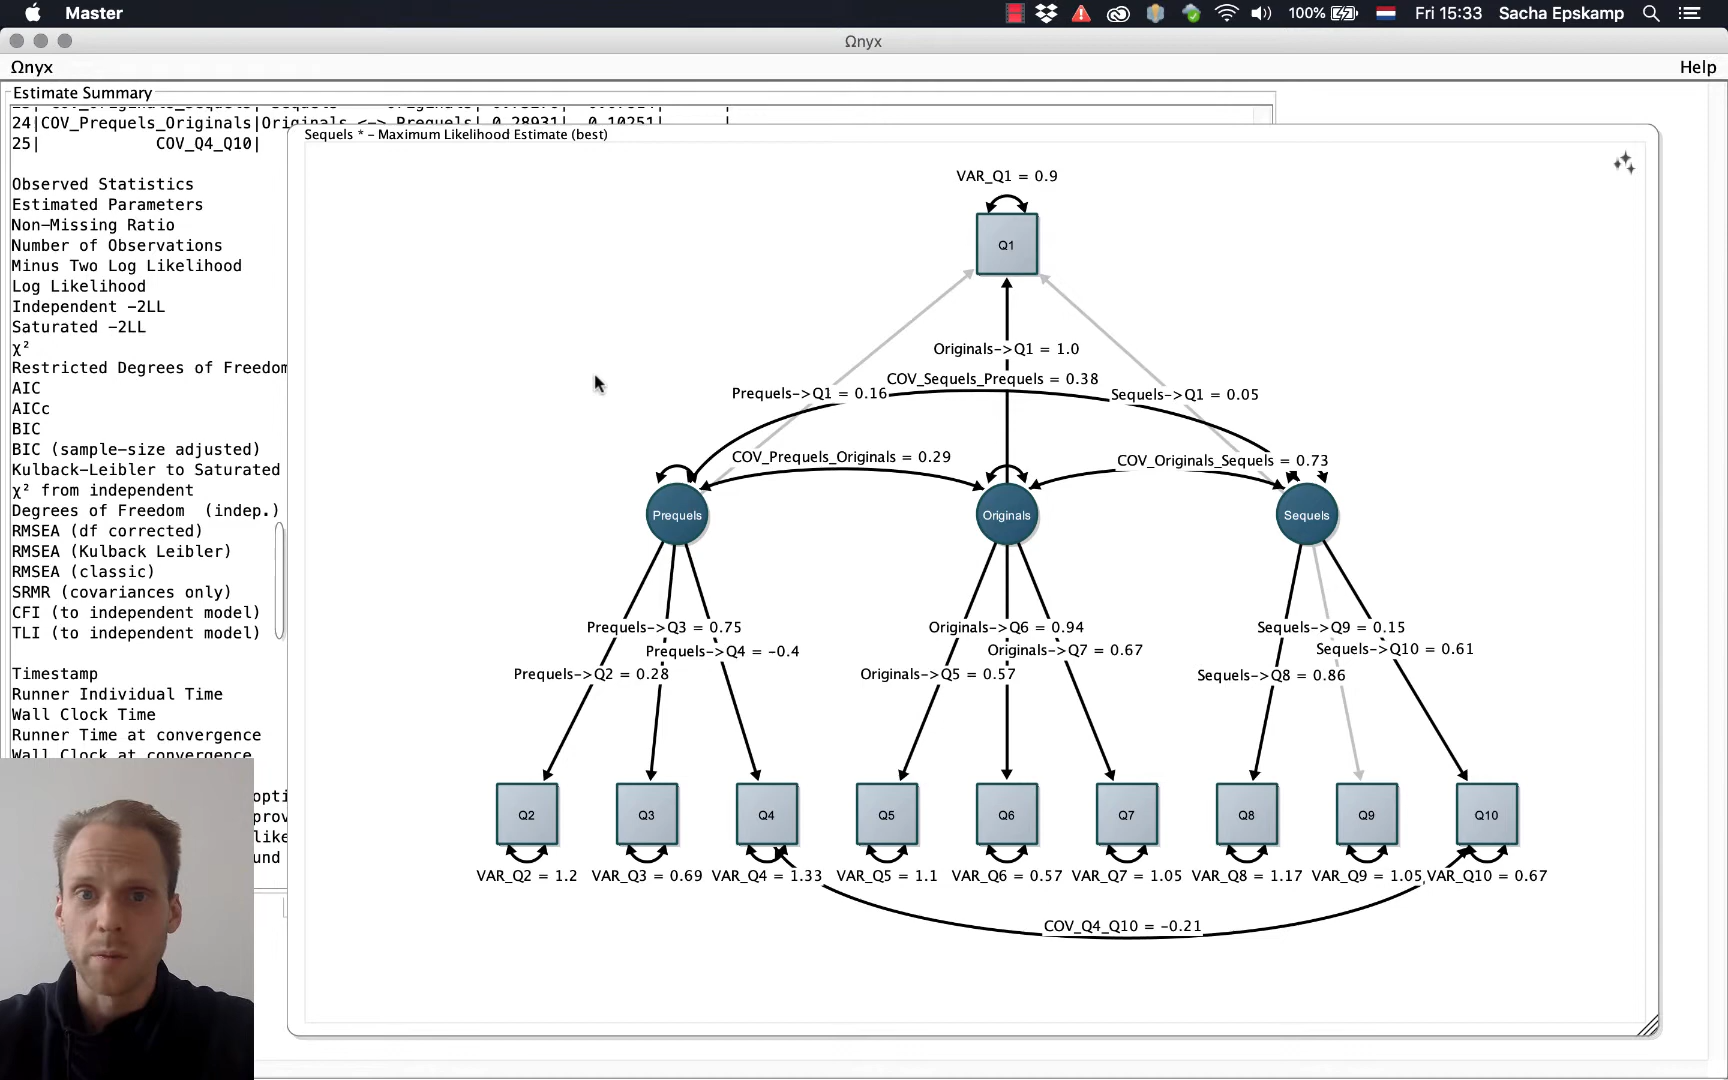 Master
100%
Fri 15:33
Sacha Epskamp
Ωnyx
Ωnyx
Help
Estimate Summary
24|COV_Prequels_Originals|Originals <-> Prequels| 0.28931| 0.10251|
25| COV_Q4_Q10|
Observed Statistics
Estimated Parameters
Non-Missing Ratio
Number of Observations
Minus Two Log Likelihood
Log Likelihood
Independent -2LL
Saturated -2LL
χ²
Restricted Degrees of Freedom
AIC
AICc
BIC
BIC (sample-size adjusted)
Kulback-Leibler to Saturated
χ² from independent
Degrees of Freedom (indep.)
RMSEA (df corrected)
RMSEA (Kulback Leibler)
RMSEA (classic)
SRMR (covariances only)
CFI (to independent model)
TLI (to independent model)
Timestamp
Runner Individual Time
Wall Clock Time
Runner Time at convergence
Wall Clock at convergence
opti
prov
like
und
Sequels * - Maximum Likelihood Estimate (best)
VAR_Q1 = 0.9
Q1
Originals->Q1 = 1.0
COV_Sequels_Prequels = 0.38
Prequels->Q1 = 0.16
Sequels->Q1 = 0.05
COV_Prequels_Originals = 0.29
COV_Originals_Sequels = 0.73
Prequels
Originals
Sequels
Prequels->Q3 = 0.75
Originals->Q6 = 0.94
Sequels->Q9 = 0.15
Prequels->Q4 = -0.4
Originals->Q7 = 0.67
Sequels->Q10 = 0.61
Prequels->Q2 = 0.28
Originals->Q5 = 0.57
Sequels->Q8 = 0.86
Q2
Q3
Q4
Q5
Q6
Q7
Q8
Q9
Q10
VAR_Q2 = 1.2
VAR_Q3 = 0.69
VAR_Q4 = 1.33
VAR_Q5 = 1.1
VAR_Q6 = 0.57
VAR_Q7 = 1.05
VAR_Q8 = 1.17
VAR_Q9 = 1.05
VAR_Q10 = 0.67
COV_Q4_Q10 = -0.21